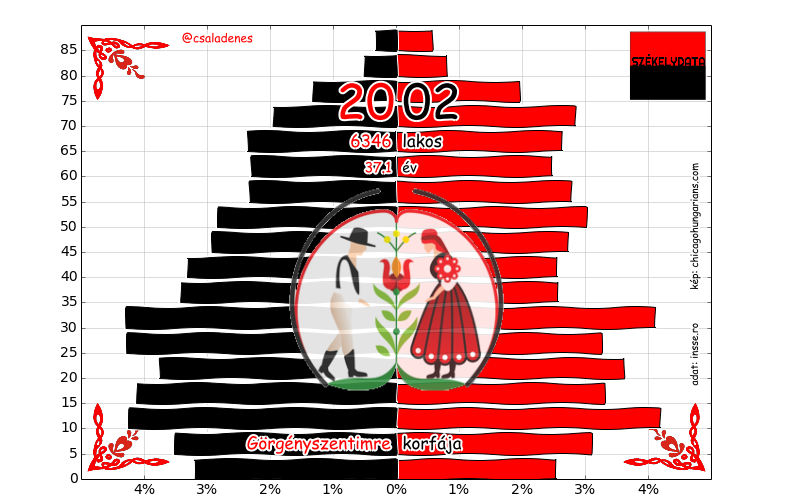 @csaladenes
SZÉKELYDATA
2002
6346 lakos
37.1 év
kép: chicagohungarians.com
adat: insse.ro
Görgényszentimre korfája
85
80
75
70
65
60
55
50
45
40
35
30
25
20
15
10
5
0
4% 3% 2% 1% 0% 1% 2% 3% 4%